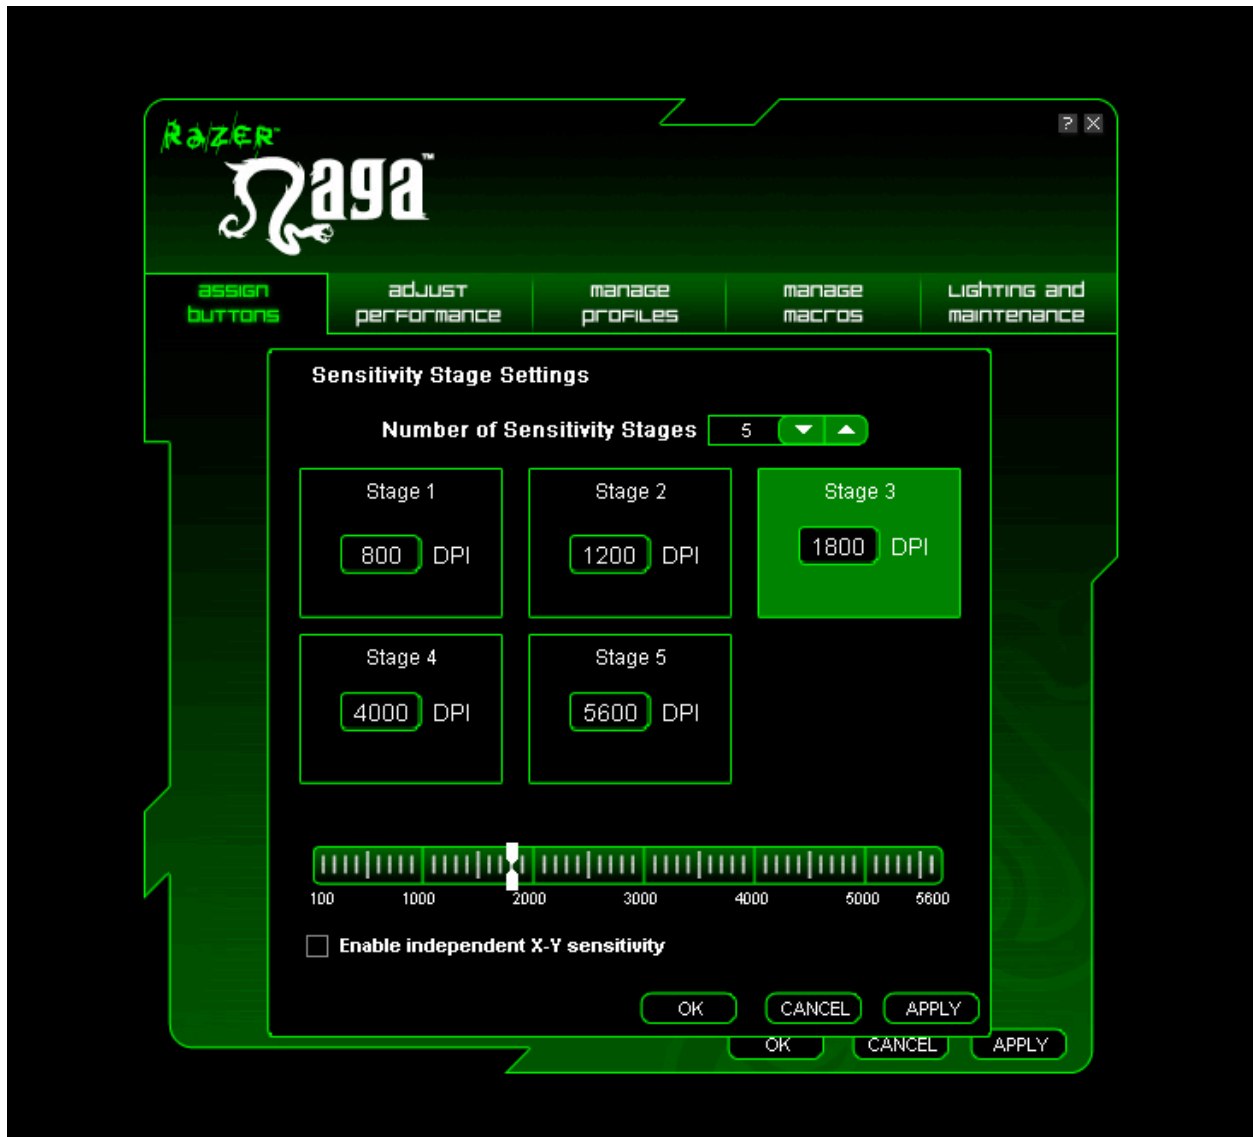 RAZER™
Naga™
? X
assign buttons
adjust performance
manage profiles
manage macros
Lighting and maintenance
Sensitivity Stage Settings
Number of Sensitivity Stages 5
Stage 1
800 DPI
Stage 2
1200 DPI
Stage 3
1800 DPI
Stage 4
4000 DPI
Stage 5
5600 DPI
100 1000 2000 3000 4000 5000 5600
Enable independent X-Y sensitivity
OK CANCEL APPLY
OK CANCEL APPLY